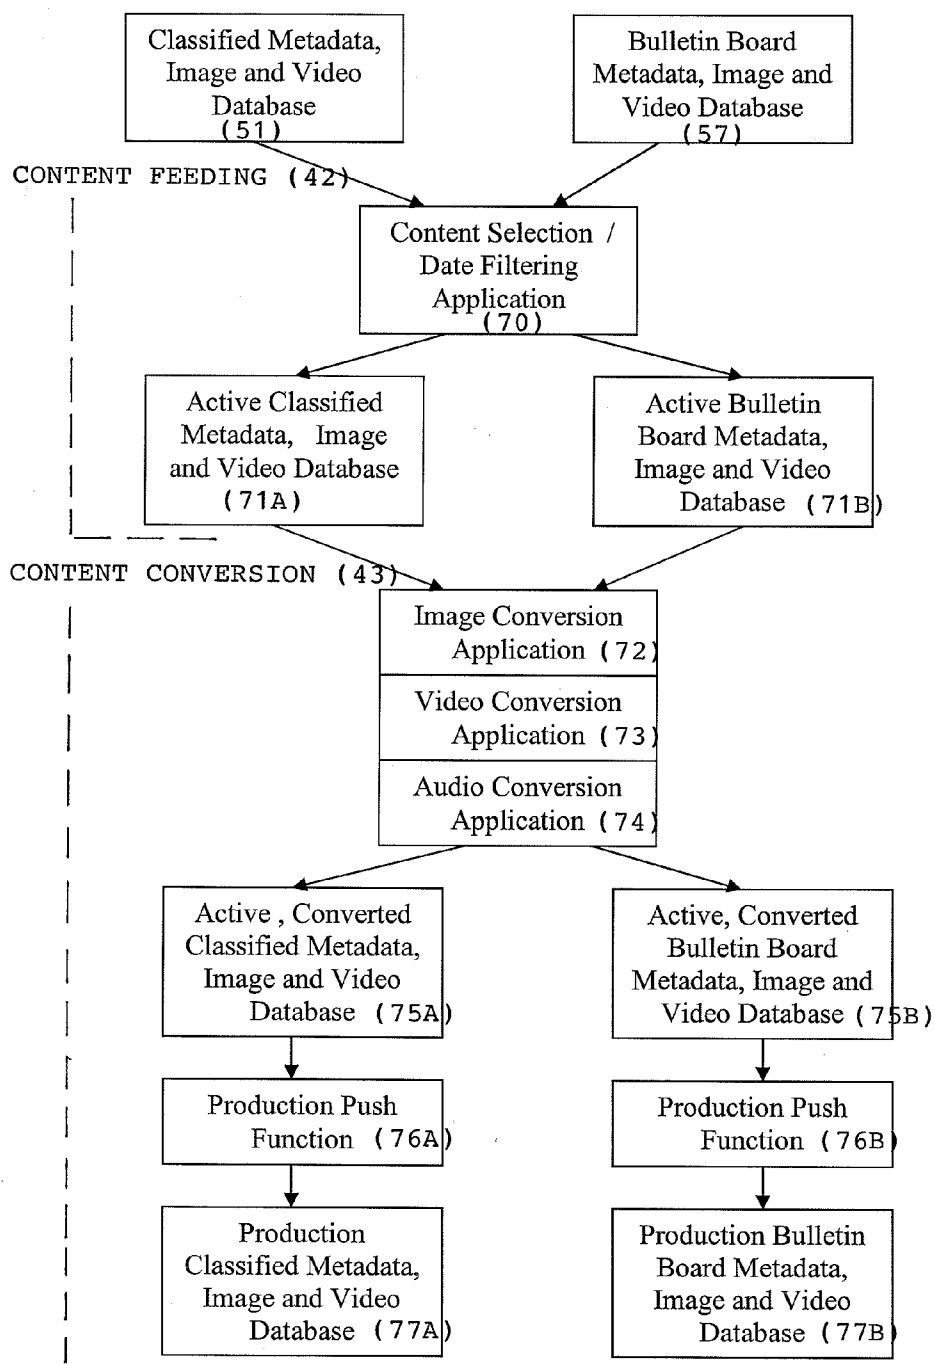 Classified Metadata,
Image and Video
Database
(51)
Bulletin Board
Metadata, Image and
Video Database
(57)
CONTENT FEEDING (42)
Content Selection /
Date Filtering
Application
(70)
Active Classified
Metadata, Image
and Video Database
(71A)
Active Bulletin
Board Metadata,
Image and Video
Database (71B)
CONTENT CONVERSION (43)
Image Conversion
Application (72)
Video Conversion
Application (73)
Audio Conversion
Application (74)
Active , Converted
Classified Metadata,
Image and Video
Database (75A)
Active, Converted
Bulletin Board
Metadata, Image and
Video Database (75B)
Production Push
Function (76A)
Production Push
Function (76B)
Production
Classified Metadata,
Image and Video
Database (77A)
Production Bulletin
Board Metadata,
Image and Video
Database (77B)